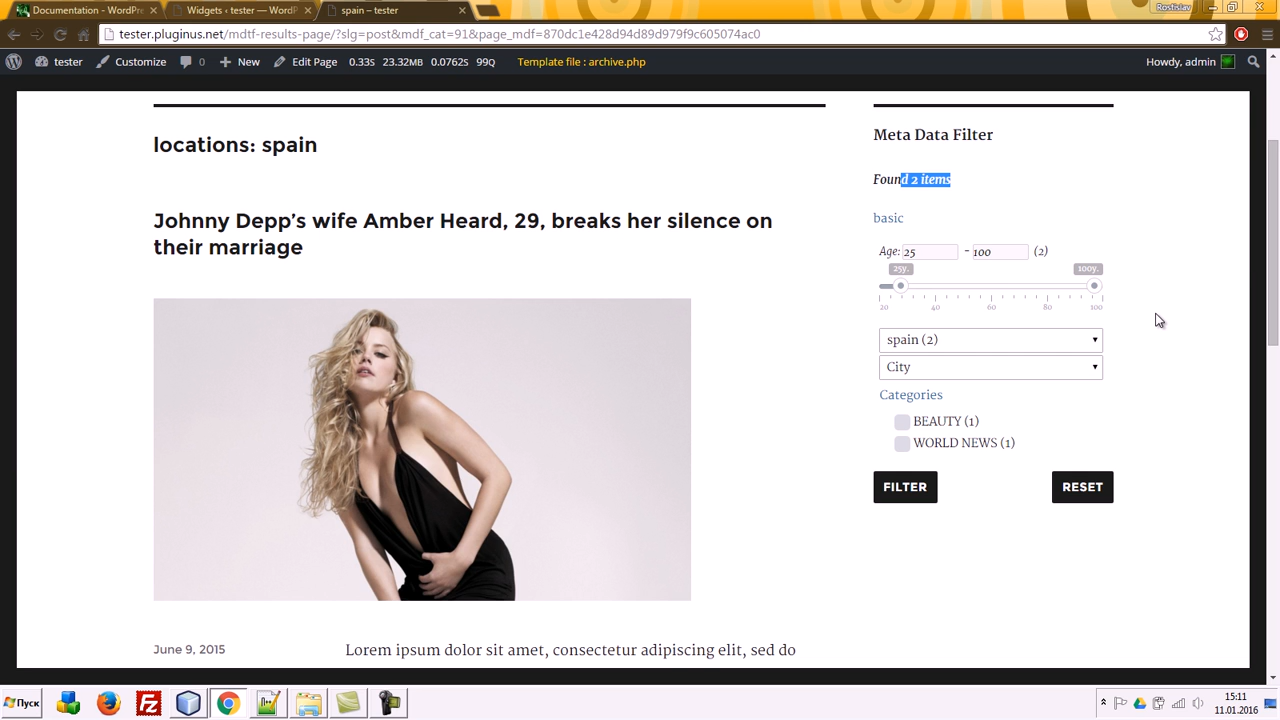 Documentation - WordPre
Widgets ‹ tester — WordP
spain – tester
Rostislav
tester.pluginus.net/mdtf-results-page/?slg=post&mdf_cat=91&page_mdf=870dc1e428d94d89d979f9c605074ac0
tester
Customize
0
New
Edit Page
0.33S
23.32MB
0.0762S
99Q
Template file : archive.php
Howdy, admin
locations: spain
Johnny Depp’s wife Amber Heard, 29, breaks her silence on
their marriage
June 9, 2015
Lorem ipsum dolor sit amet, consectetur adipiscing elit, sed do
Meta Data Filter
Found 2 items
basic
Age: 25 - 100 (2)
25y. 100y.
20 40 60 80 100
spain (2)
City
Categories
BEAUTY (1)
WORLD NEWS (1)
FILTER
RESET
Пуск
15:11
11.01.2016